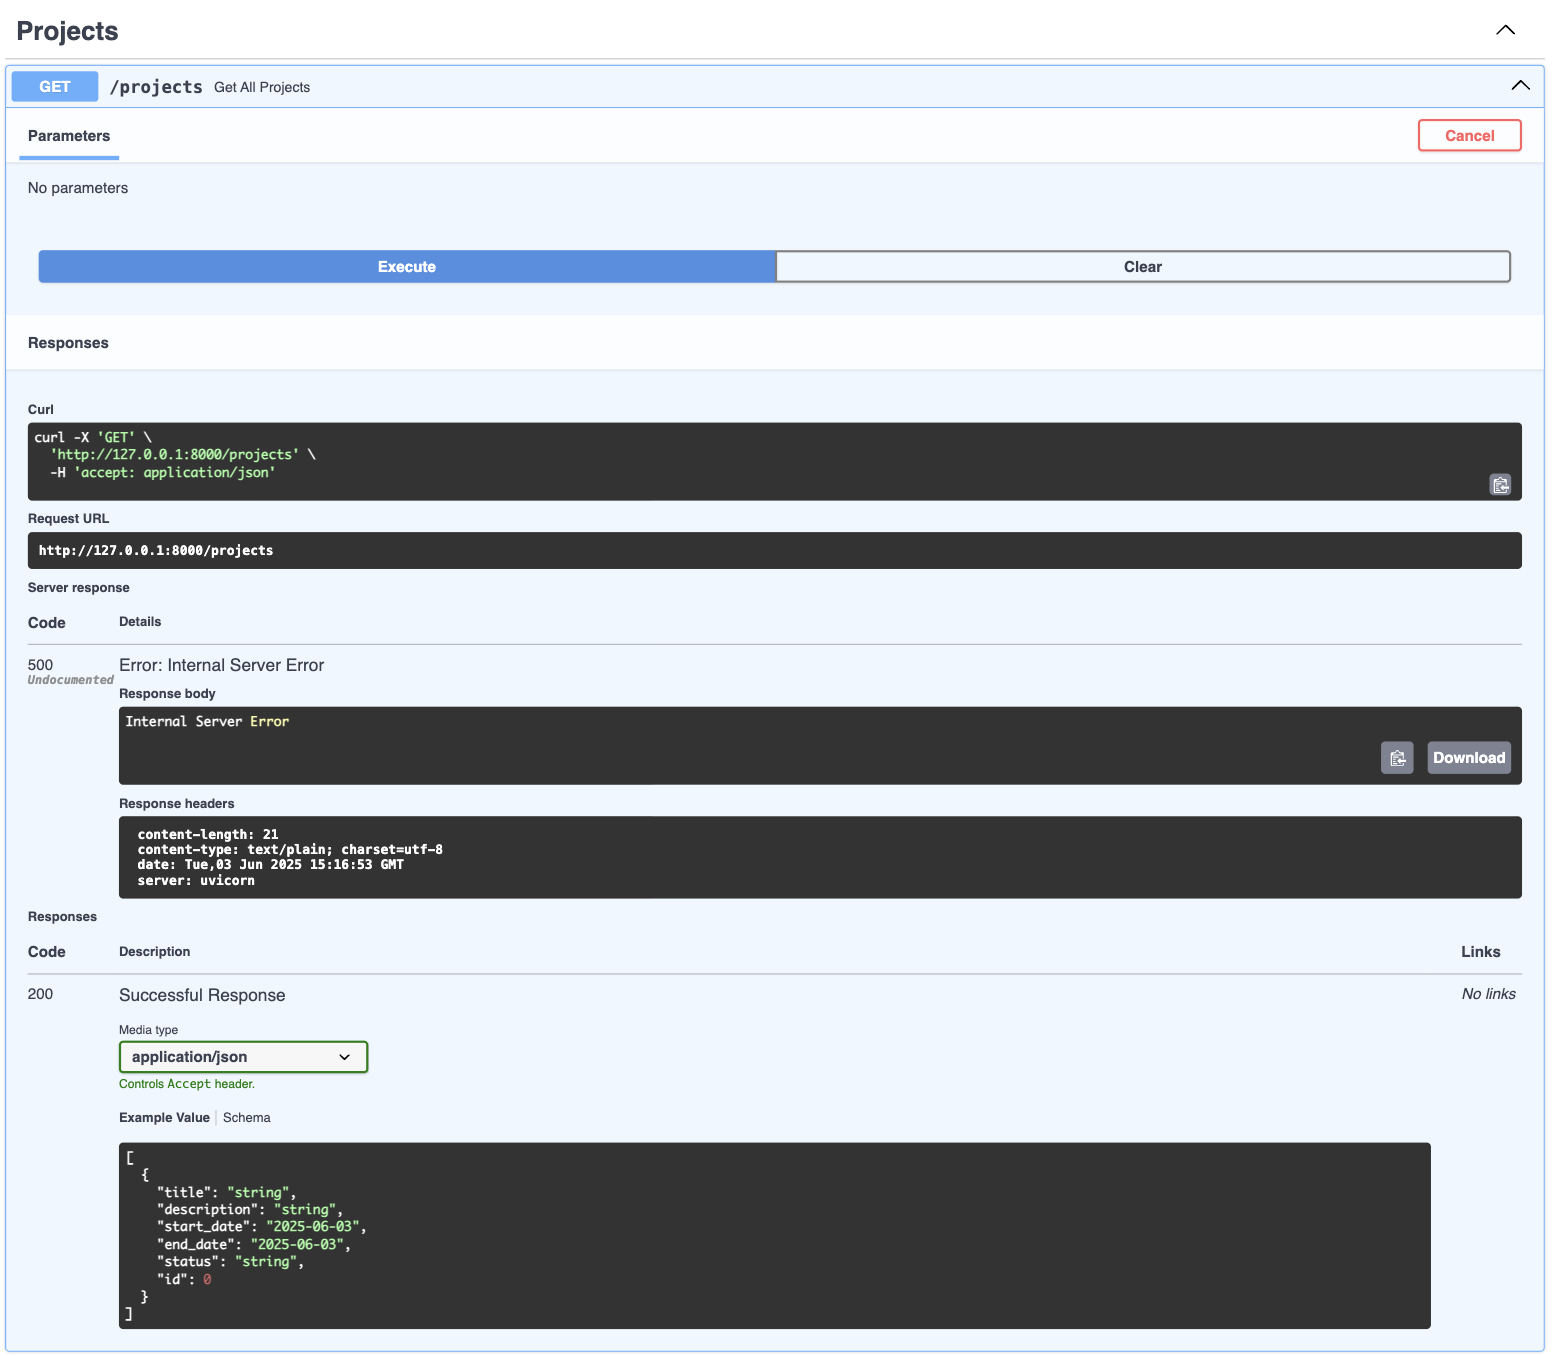 Projects
GET /projects Get All Projects
Parameters
Cancel
No parameters
Execute
Clear
Responses
Curl
curl -X 'GET' \
  'http://127.0.0.1:8000/projects' \
  -H 'accept: application/json'
Request URL
http://127.0.0.1:8000/projects
Server response
Code Details
500 Error: Internal Server Error
Undocumented
Response body
Internal Server Error
Download
Response headers
content-length: 21
content-type: text/plain; charset=utf-8
date: Tue,03 Jun 2025 15:16:53 GMT
server: uvicorn
Responses
Code Description Links
200 Successful Response No links
Media type
application/json
Controls Accept header.
Example Value Schema
[
  {
    "title": "string",
    "description": "string",
    "start_date": "2025-06-03",
    "end_date": "2025-06-03",
    "status": "string",
    "id": 0
  }
]